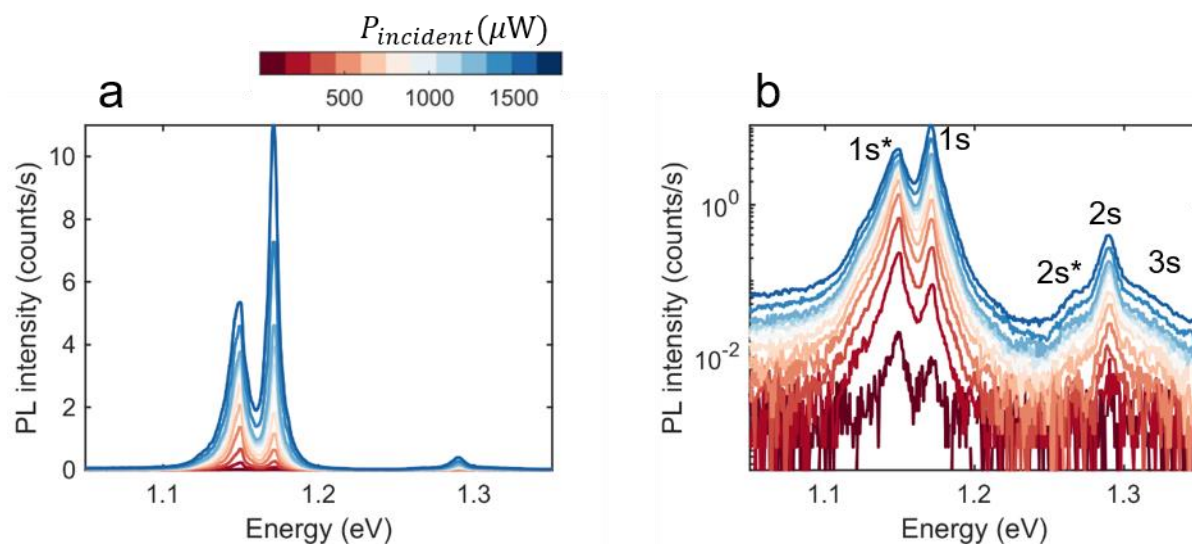 P_{incident}(μW)
500 1000 1500
a
PL intensity (counts/s)
10
8
6
4
2
0
1.1 1.2 1.3
Energy (eV)
b
PL intensity (counts/s)
10^0
10^{-2}
1s*
1s
2s
2s*
3s
1.1 1.2 1.3
Energy (eV)